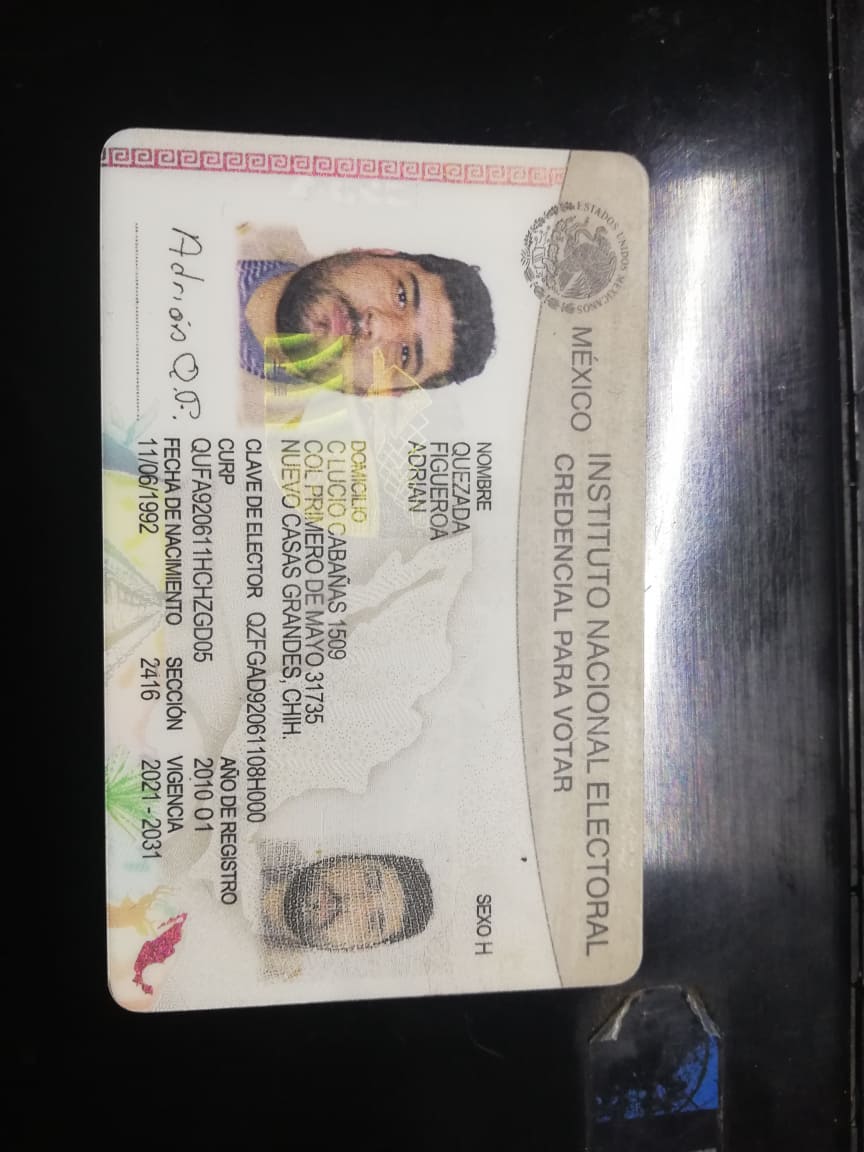 ESTADOS UNIDOS MEXICANOS
MÉXICO INSTITUTO NACIONAL ELECTORAL
CREDENCIAL PARA VOTAR
NOMBRE
QUEZADA
FIGUEROA
ADRIAN
SEXO H
DOMICILIO
C LUCIO CABAÑAS 1509
COL PRIMERO DE MAYO 31735
NUEVO CASAS GRANDES, CHIH.
CLAVE DE ELECTOR QZFGAD92061108H000
CURP
QUFA920611HCHZGD05
AÑO DE REGISTRO
2010 01
FECHA DE NACIMIENTO
11/06/1992
SECCIÓN
2416
VIGENCIA
2021 - 2031
Adrián Q.F.